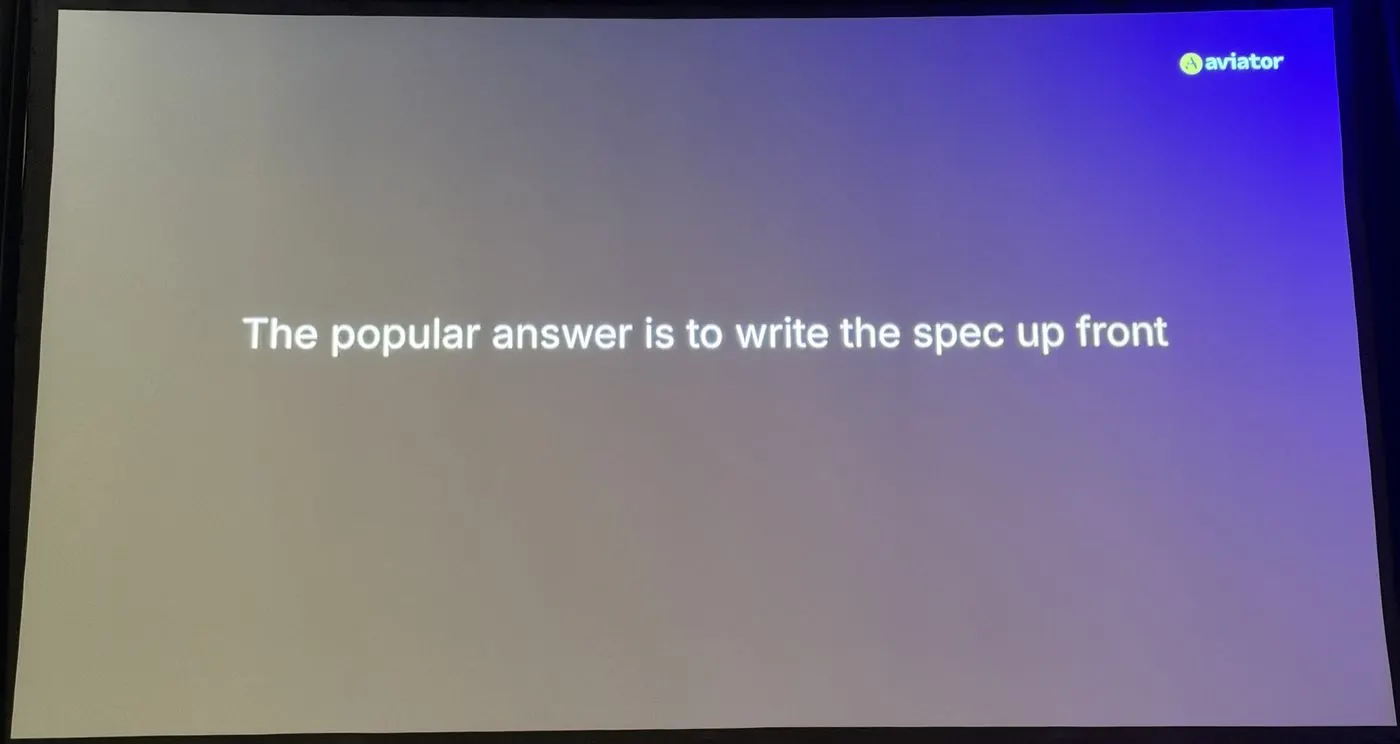 aviator
The popular answer is to write the spec up front